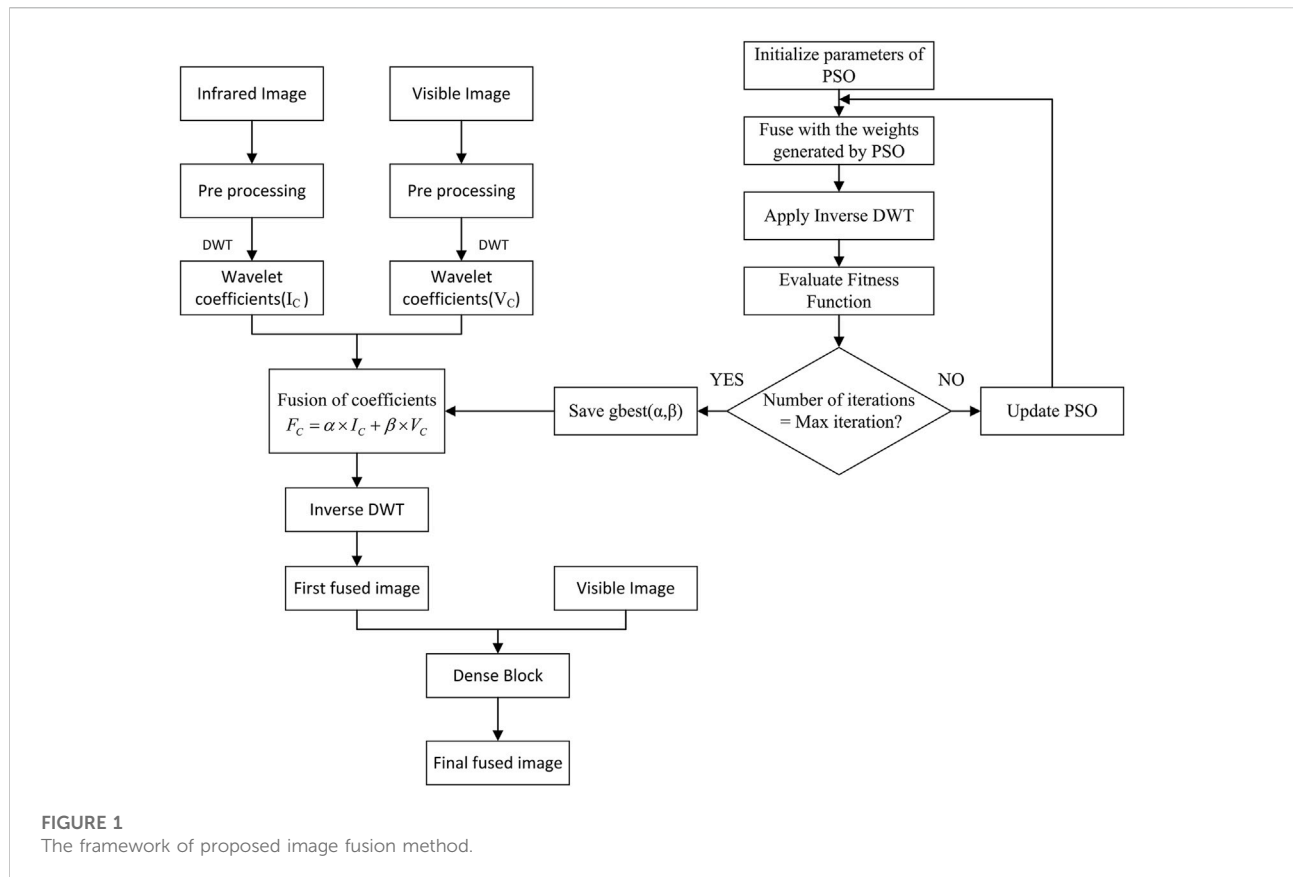 Infrared Image
Visible Image
Pre processing
Pre processing
DWT
DWT
Wavelet
coefficients(I_C)
Wavelet
coefficients(V_C)
Fusion of coefficients
F_C = α × I_C + β × V_C
Inverse DWT
First fused image
Visible Image
Dense Block
Final fused image
Initialize parameters of
PSO
Fuse with the weights
generated by PSO
Apply Inverse DWT
Evaluate Fitness
Function
Number of iterations
= Max iteration?
YES
NO
Save gbest(α,β)
Update PSO
FIGURE 1
The framework of proposed image fusion method.